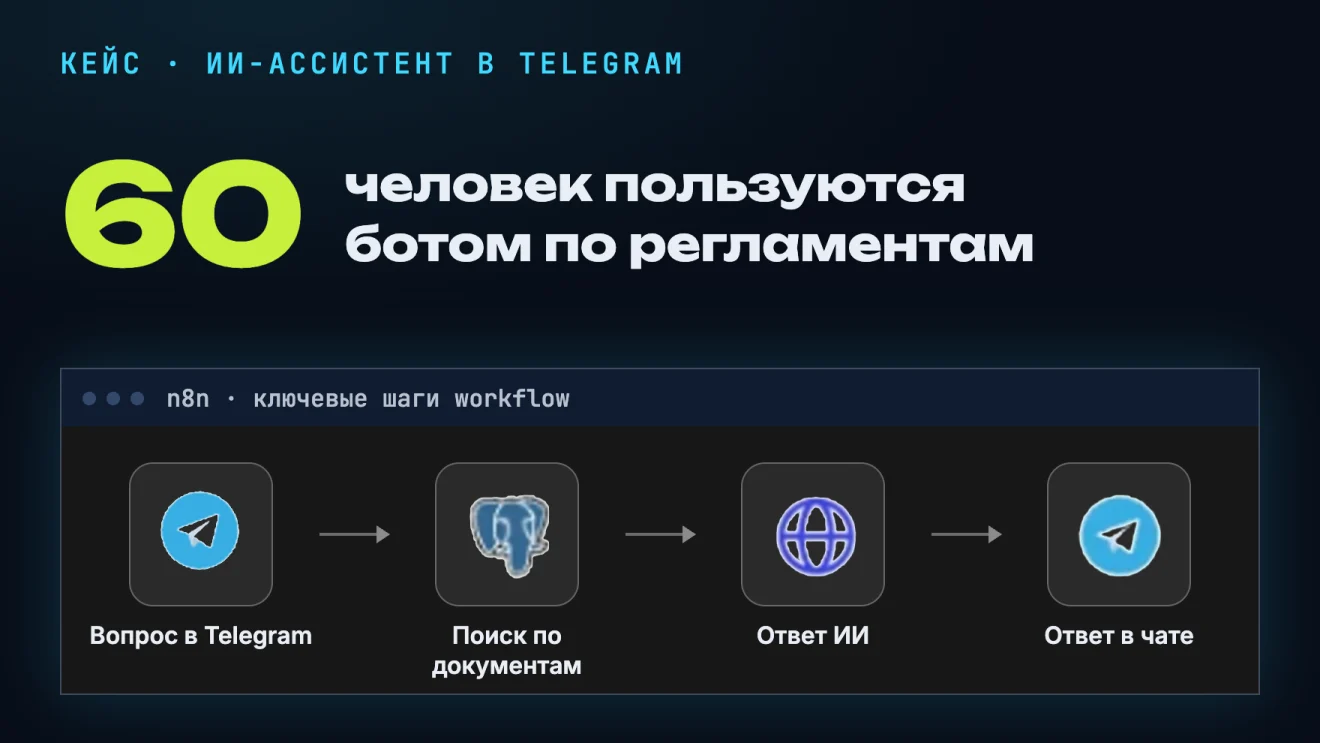 КЕЙС · ИИ-АССИСТЕНТ В TELEGRAM
60
человек пользуются
ботом по регламентам
n8n · ключевые шаги workflow
Вопрос в Telegram
Поиск по
документам
Ответ ИИ
Ответ в чате